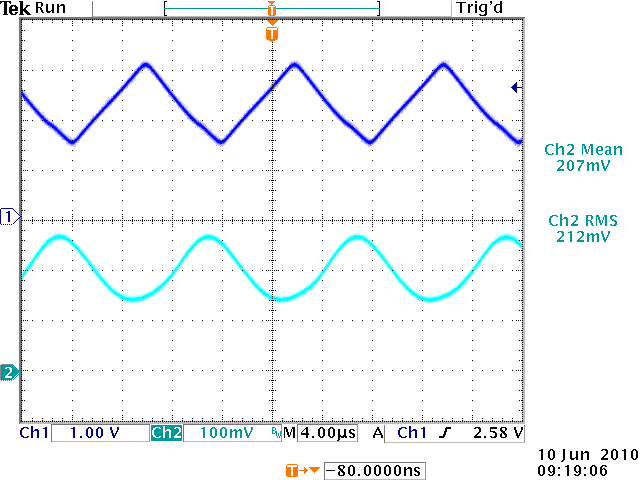 Tek Run Trig'd
T
T
1
Ch2 Mean
207mV
Ch2 RMS
212mV
2
Ch1 1.00 V Ch2 100mV BW M 4.00µs A Ch1 2.58 V
T −80.0000ns
10 Jun 2010
09:19:06